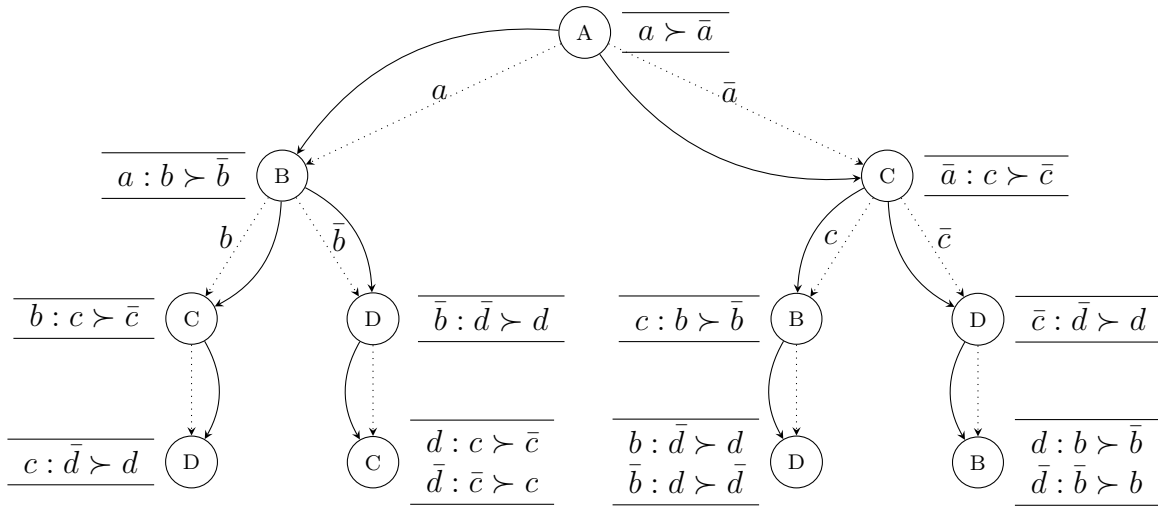 A
a ≻ ā
a
ā
a : b ≻ b̄
B
C
ā : c ≻ c̄
b
b̄
c
c̄
b : c ≻ c̄
C
D
b̄ : d̄ ≻ d
c : b ≻ b̄
B
D
c̄ : d̄ ≻ d
c : d̄ ≻ d
D
C
d : c ≻ c̄
d̄ : c̄ ≻ c
b : d̄ ≻ d
b̄ : d ≻ d̄
D
B
d : b ≻ b̄
d̄ : b̄ ≻ b